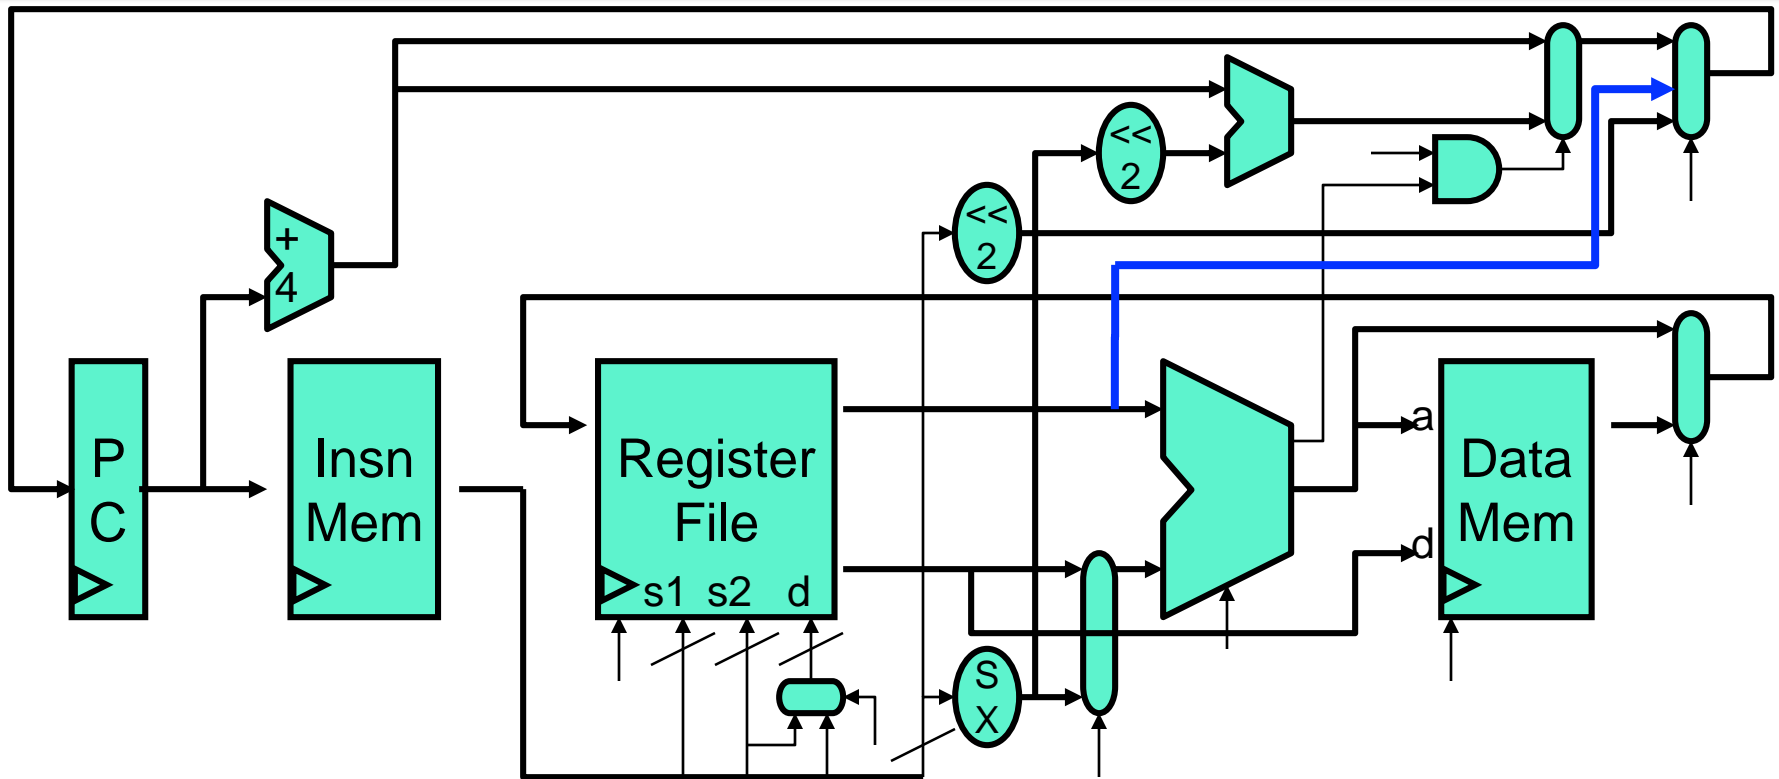 <<
2
<<
2
+
4
P
C
Insn
Mem
Register
File
s1 s2 d
a
d
Data
Mem
S
X